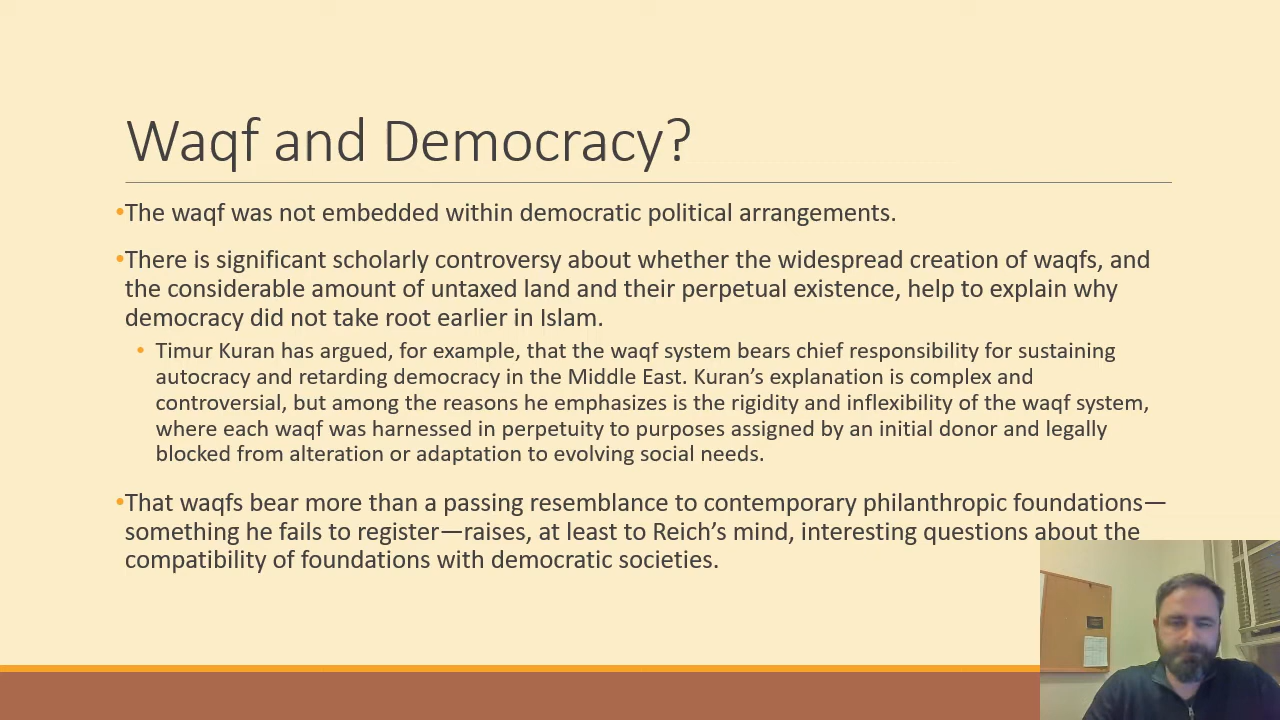 Waqf and Democracy?
•The waqf was not embedded within democratic political arrangements.
•There is significant scholarly controversy about whether the widespread creation of waqfs, and
the considerable amount of untaxed land and their perpetual existence, help to explain why
democracy did not take root earlier in Islam.
• Timur Kuran has argued, for example, that the waqf system bears chief responsibility for sustaining
autocracy and retarding democracy in the Middle East. Kuran’s explanation is complex and
controversial, but among the reasons he emphasizes is the rigidity and inflexibility of the waqf system,
where each waqf was harnessed in perpetuity to purposes assigned by an initial donor and legally
blocked from alteration or adaptation to evolving social needs.
•That waqfs bear more than a passing resemblance to contemporary philanthropic foundations—
something he fails to register—raises, at least to Reich’s mind, interesting questions about the
compatibility of foundations with democratic societies.